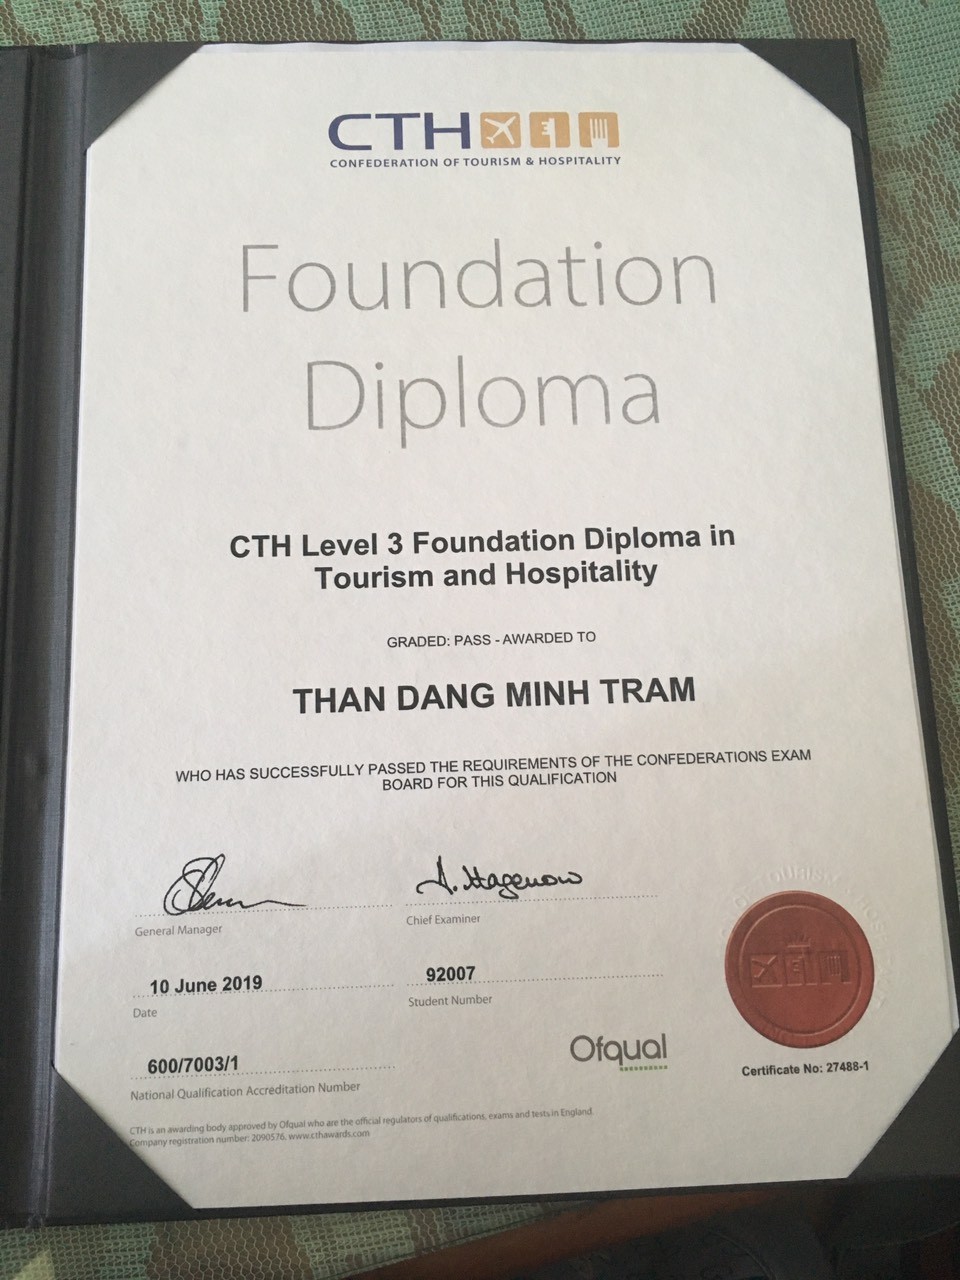 CTH
CONFEDERATION OF TOURISM & HOSPITALITY
Foundation
Diploma
CTH Level 3 Foundation Diploma in
Tourism and Hospitality
GRADED: PASS - AWARDED TO
THAN DANG MINH TRAM
WHO HAS SUCCESSFULLY PASSED THE REQUIREMENTS OF THE CONFEDERATIONS EXAM
BOARD FOR THIS QUALIFICATION
A. Hagenow
General Manager
Chief Examiner
10 June 2019
92007
Date
Student Number
600/7003/1
Ofqual
National Qualification Accreditation Number
Certificate No: 27488-1
CTH is an awarding body approved by Ofqual who are the official regulators of qualifications, exams and tests in England.
Company registration number: 2090576, www.cthawards.com